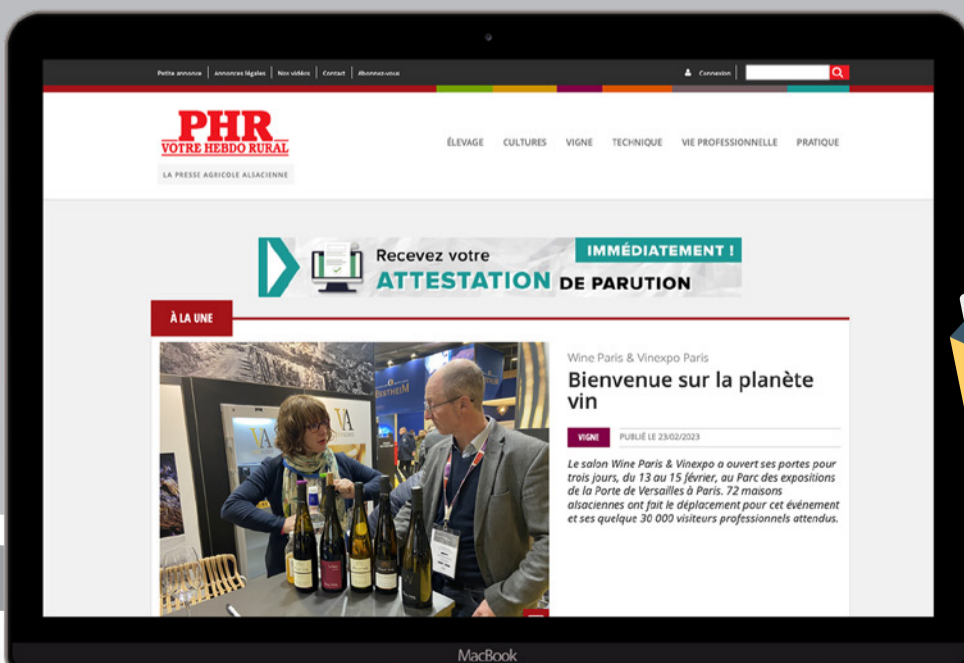 Petite annonce | Annonces légales | Nos vidéos | Contact | Abonnez-vous
Connexion
PHR
VOTRE HEBDO RURAL
LA PRESSE AGRICOLE ALSACIENNE
ÉLEVAGE CULTURES VIGNE TECHNIQUE VIE PROFESSIONNELLE PRATIQUE
Recevez votre IMMÉDIATEMENT !
ATTESTATION DE PARUTION
À LA UNE
Wine Paris & Vinexpo Paris
Bienvenue sur la planète
vin
VIGNE PUBLIÉ LE 23/02/2023
Le salon Wine Paris & Vinexpo a ouvert ses portes pour
trois jours, du 13 au 15 février, au Parc des expositions
de la Porte de Versailles à Paris. 72 maisons
alsaciennes ont fait le déplacement pour cet événement
et ses quelque 30 000 visiteurs professionnels attendus.
VA
VA
MacBook